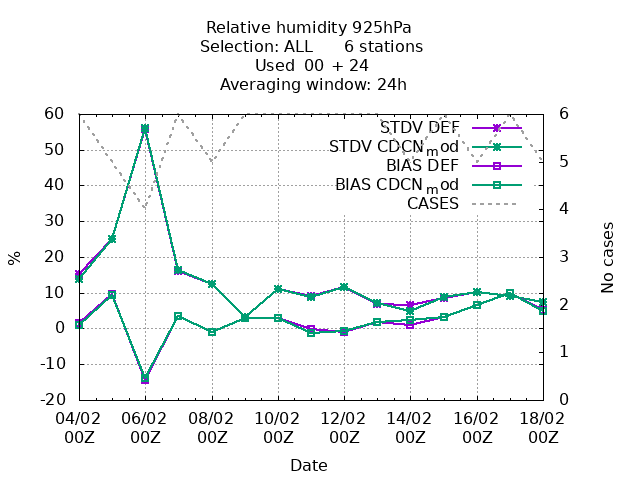 Relative humidity 925hPa
Selection: ALL 6 stations
Used 00 + 24
Averaging window: 24h
STDV DEF
STDV CDCNmod
BIAS DEF
BIAS CDCNmod
CASES
60
50
40
30
20
10
0
-10
-20
%
6
5
4
3
2
1
0
No cases
04/02 06/02 08/02 10/02 12/02 14/02 16/02 18/02
00Z 00Z 00Z 00Z 00Z 00Z 00Z 00Z
Date